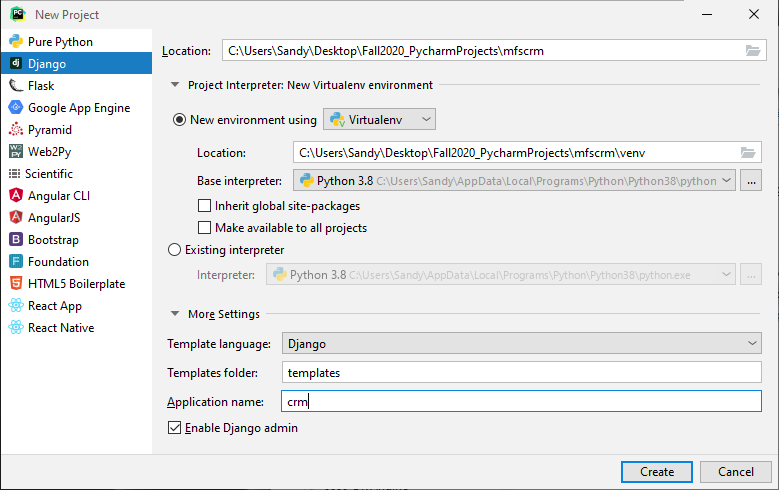 New Project
Pure Python
Django
Flask
Google App Engine
Pyramid
Web2Py
Scientific
Angular CLI
AngularJS
Bootstrap
Foundation
HTML5 Boilerplate
React App
React Native
Location: C:\Users\Sandy\Desktop\Fall2020_PycharmProjects\mfscrm
Project Interpreter: New Virtualenv environment
New environment using Virtualenv
Location: C:\Users\Sandy\Desktop\Fall2020_PycharmProjects\mfscrm\venv
Base interpreter: Python 3.8 C:\Users\Sandy\AppData\Local\Programs\Python\Python38\python ...
Inherit global site-packages
Make available to all projects
Existing interpreter
Interpreter: Python 3.8 C:\Users\Sandy\AppData\Local\Programs\Python\Python38\python.exe ...
More Settings
Template language: Django
Templates folder: templates
Application name: crm
Enable Django admin
Create Cancel